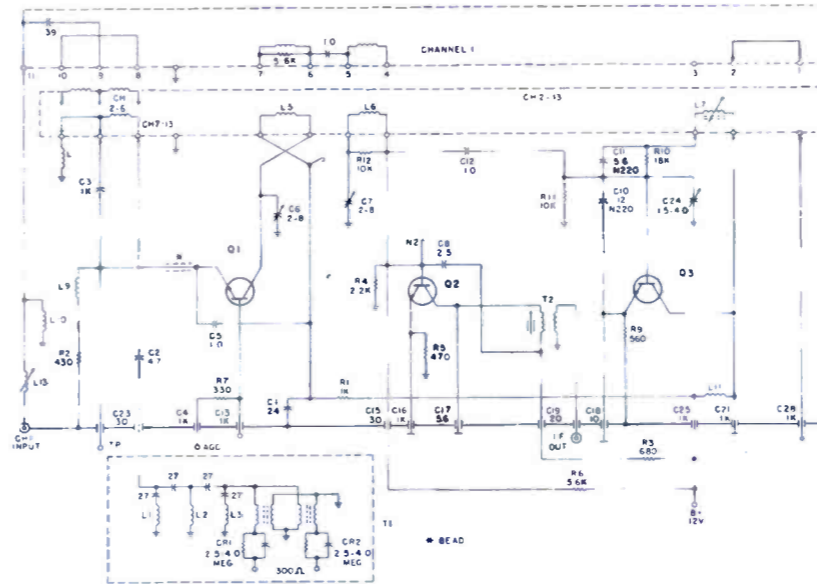 39
5.6K
1.0
CHANNEL 1
11 10 9 8 7 6 5 4 3 2
CH 2-13
CH 2-6
CH7-13
L5
L6
L7
L
C3 1K
R12 10K
C12 1.0
C11 5.6 N220
R10 18K
C6 2-8
C7 2-8
R11 10K
C10 12 N220
C24 1.5-4.0
*
Q1
N2
C8 2.5
Q2
Q3
L9
R4 2.2K
T2
C5 1.0
R2 430
R5 470
R9 560
L13
C2 47
R7 330
R1 1K
L11
C1 24
C23 30
C4 1K
C13 1K
C15 30
C16 1K
C17 56
C19 20
C18 10
C25 1K
C21 1K
C28 1K
INPUT
TP
AGC
IF OUT
R3 680
R6 5.6K
B+ 12V
27 27
27 27
L1 L2 L3
T1
* BEAD
CR1 2.5-4.0 MEG
CR2 2.5-4.0 MEG
300Ω